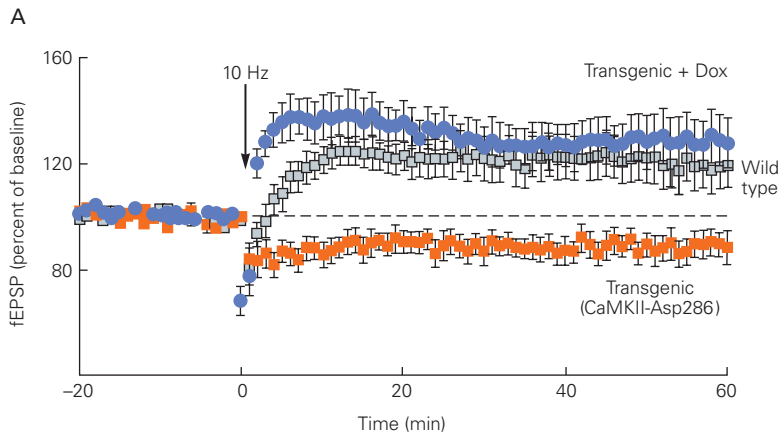 A
160
10 Hz
Transgenic + Dox
120
Wild
type
80
Transgenic
(CaMKII-Asp286)
fEPSP (percent of baseline)
–20
0
20
40
60
Time (min)